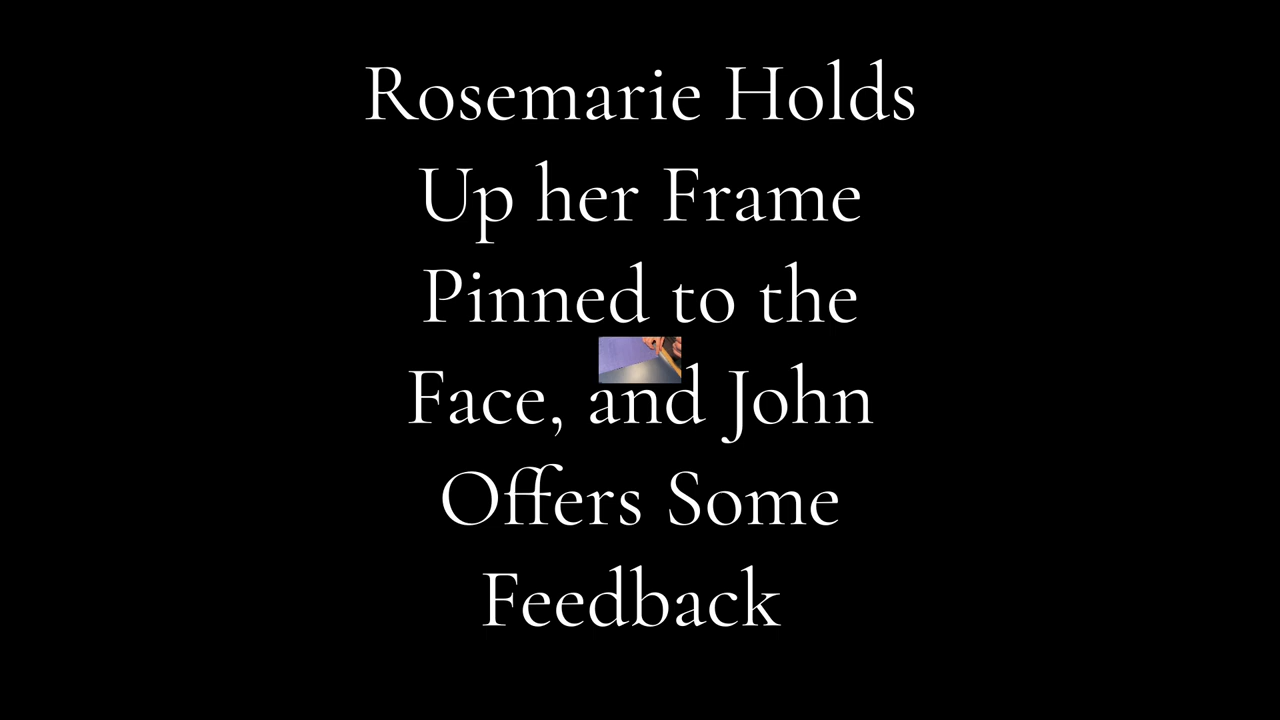 Rosemarie Holds
Up her Frame
Pinned to the
Face, and John
Offers Some
Feedback